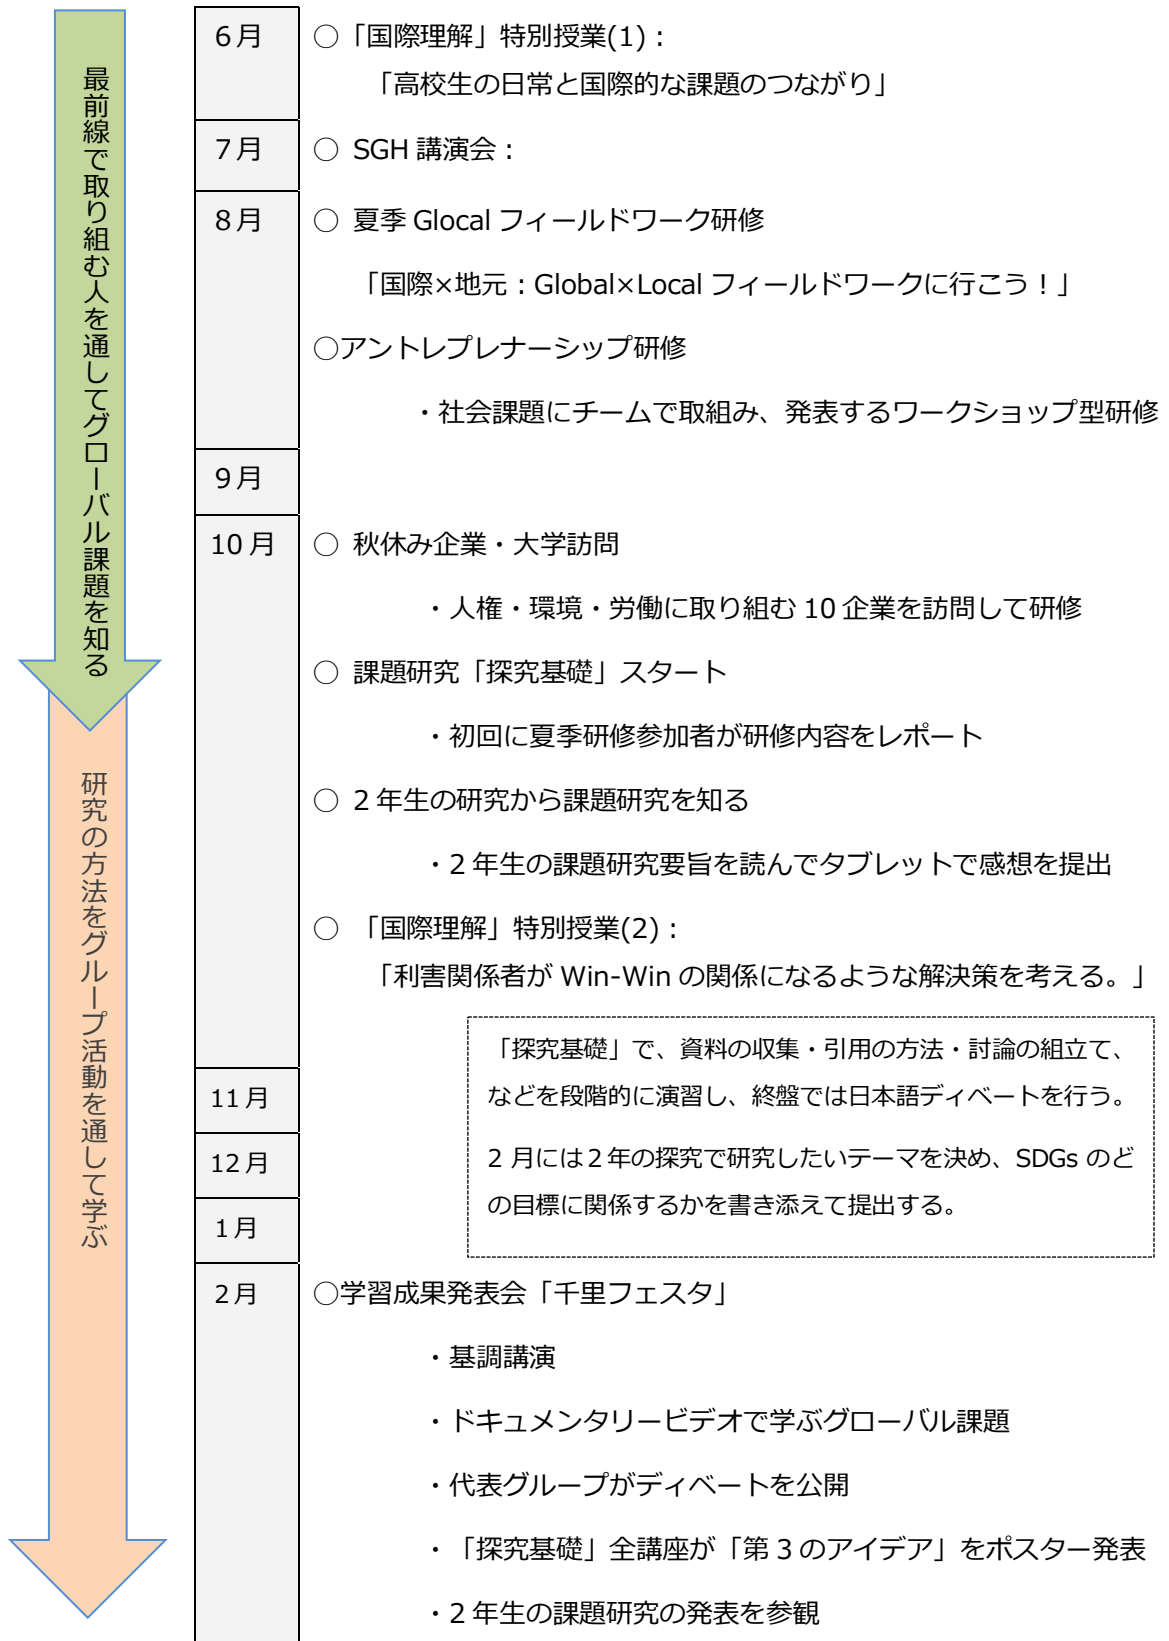 最前線で取り組む人を通してグローバル課題を知る
研究の方法をグループ活動を通して学ぶ
6月
○「国際理解」特別授業(1)：
「高校生の日常と国際的な課題のつながり」
7月
○ SGH 講演会：
8月
○ 夏季 Glocal フィールドワーク研修
「国際×地元：Global×Local フィールドワークに行こう！」
○アントレプレナーシップ研修
・社会課題にチームで取組み、発表するワークショップ型研修
9月
10月
○ 秋休み企業・大学訪問
・人権・環境・労働に取り組む 10 企業を訪問して研修
○ 課題研究「探究基礎」スタート
・初回に夏季研修参加者が研修内容をレポート
○ 2 年生の研究から課題研究を知る
・2 年生の課題研究要旨を読んでタブレットで感想を提出
○ 「国際理解」特別授業(2)：
「利害関係者が Win-Win の関係になるような解決策を考える。」
「探究基礎」で、資料の収集・引用の方法・討論の組立て、
などを段階的に演習し、終盤では日本語ディベートを行う。
2 月には２年の探究で研究したいテーマを決め、SDGs のど
の目標に関係するかを書き添えて提出する。
11月
12月
1月
2月
○学習成果発表会「千里フェスタ」
・基調講演
・ドキュメンタリービデオで学ぶグローバル課題
・代表グループがディベートを公開
・「探究基礎」全講座が「第 3 のアイデア」をポスター発表
・2 年生の課題研究の発表を参観